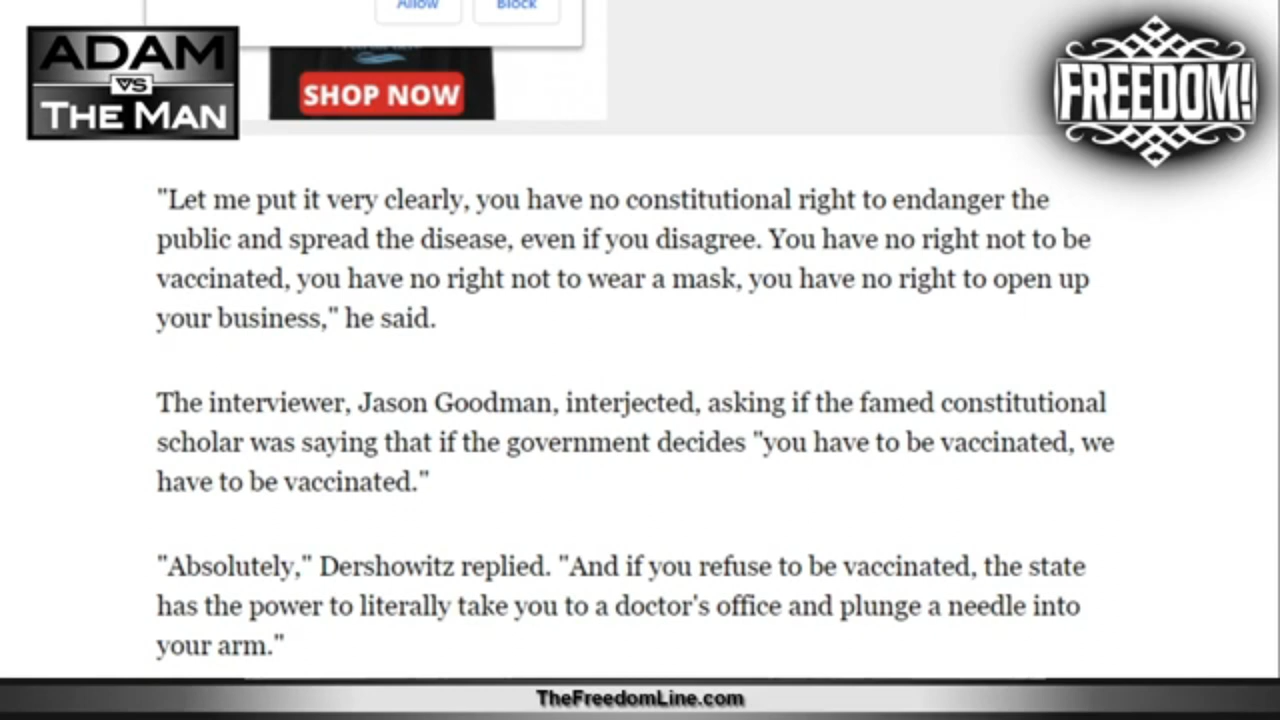 Allow Block
ADAM
VS
THE MAN
SHOP NOW
FREEDOM!
"Let me put it very clearly, you have no constitutional right to endanger the
public and spread the disease, even if you disagree. You have no right not to be
vaccinated, you have no right not to wear a mask, you have no right to open up
your business," he said.
The interviewer, Jason Goodman, interjected, asking if the famed constitutional
scholar was saying that if the government decides "you have to be vaccinated, we
have to be vaccinated."
"Absolutely," Dershowitz replied. "And if you refuse to be vaccinated, the state
has the power to literally take you to a doctor's office and plunge a needle into
your arm."
TheFreedomLine.com